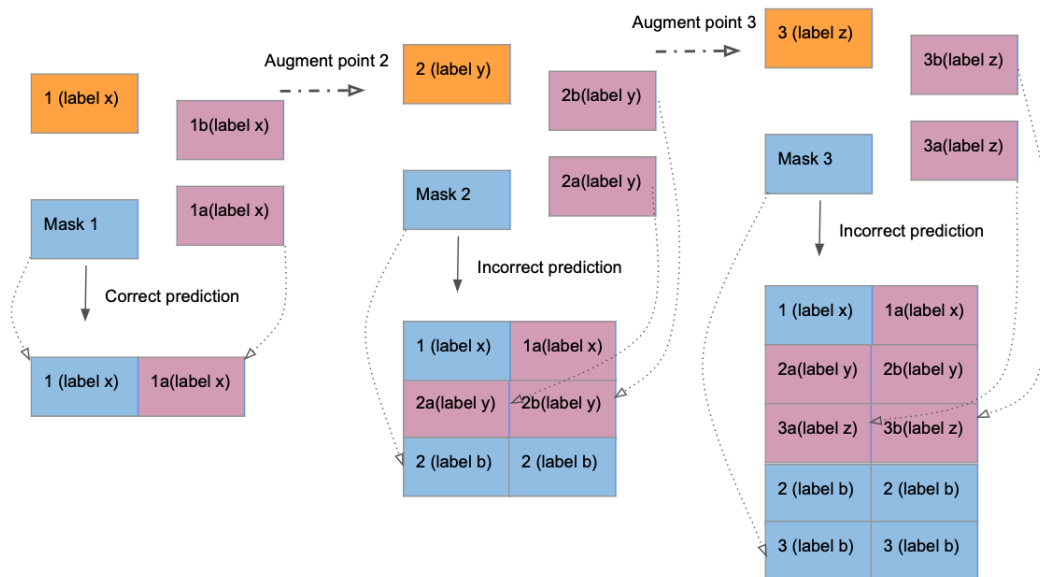 1 (label x)
1b(label x)
Mask 1
1a(label x)
Correct prediction
1 (label x)
1a(label x)
Augment point 2
2 (label y)
2b(label y)
Mask 2
2a(label y)
Incorrect prediction
1 (label x)
1a(label x)
2a(label y)
2b(label y)
2 (label b)
2 (label b)
Augment point 3
3 (label z)
3b(label z)
Mask 3
3a(label z)
Incorrect prediction
1 (label x)
1a(label x)
2a(label y)
2b(label y)
3a(label z)
3b(label z)
2 (label b)
2 (label b)
3 (label b)
3 (label b)